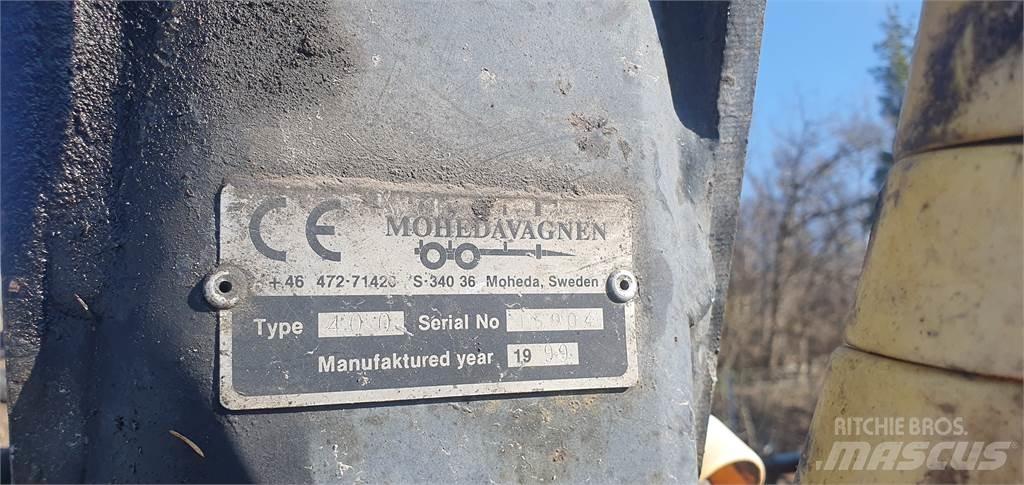 CE MOHEDAVAGNEN
+46 472-71420 S-340 36 Moheda, Sweden
Type 400 Serial No
Manufaktured year 1999
RITCHIE BROS.
MASCUS